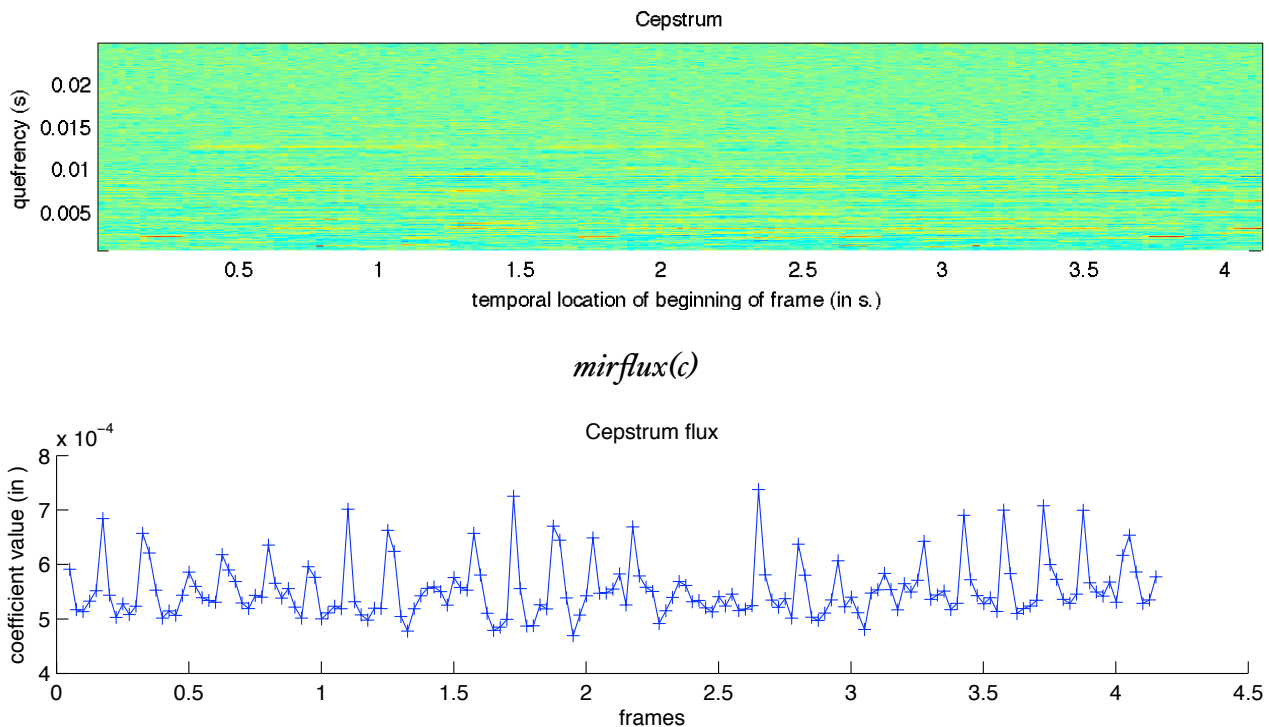 Cepstrum
quefrency (s)
0.02
0.015
0.01
0.005
0.5 1 1.5 2 2.5 3 3.5 4
temporal location of beginning of frame (in s.)
mirflux(c)
Cepstrum flux
x 10⁻⁴
coefficient value (in )
8
7
6
5
4
0 0.5 1 1.5 2 2.5 3 3.5 4 4.5
frames